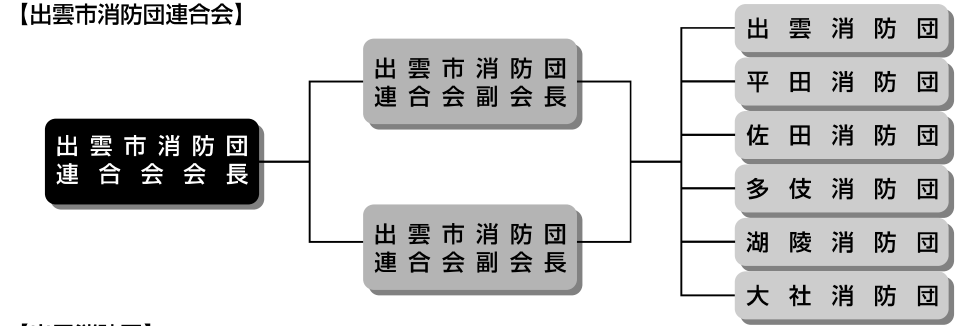 【出雲市消防団連合会】
出雲市消防団
連合会会長
出雲市消防団
連合会副会長
出雲市消防団
連合会副会長
出雲消防団
平田消防団
佐田消防団
多伎消防団
湖陵消防団
大社消防団